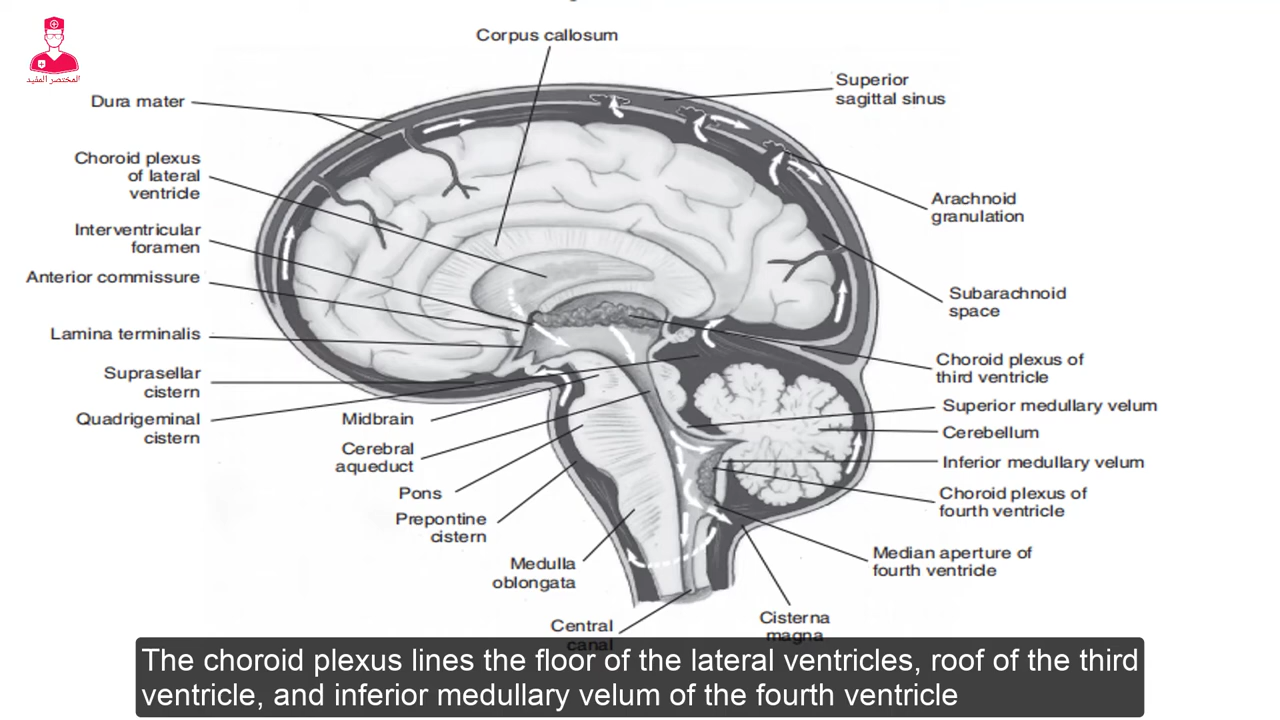 المختصر المفيد
Corpus callosum
Dura mater
Choroid plexus
of lateral
ventricle
Interventricular
foramen
Anterior commissure
Lamina terminalis
Suprasellar
cistern
Quadrigeminal
cistern
Midbrain
Cerebral
aqueduct
Pons
Prepontine
cistern
Medulla
oblongata
Central
canal
Superior
sagittal sinus
Arachnoid
granulation
Subarachnoid
space
Choroid plexus of
third ventricle
Superior medullary velum
Cerebellum
Inferior medullary velum
Choroid plexus of
fourth ventricle
Median aperture of
fourth ventricle
Cisterna
magna
The choroid plexus lines the floor of the lateral ventricles, roof of the third
ventricle, and inferior medullary velum of the fourth ventricle